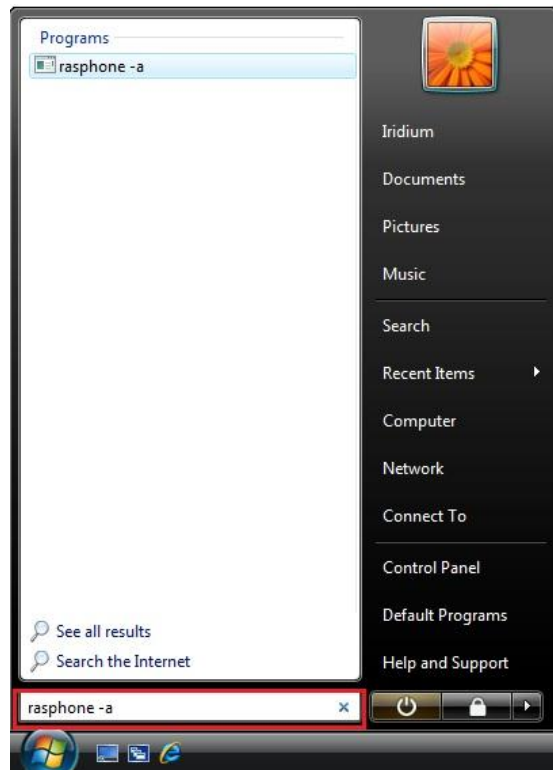 Programs
rasphone -a
See all results
Search the Internet
rasphone -a
Iridium
Documents
Pictures
Music
Search
Recent Items
Computer
Network
Connect To
Control Panel
Default Programs
Help and Support